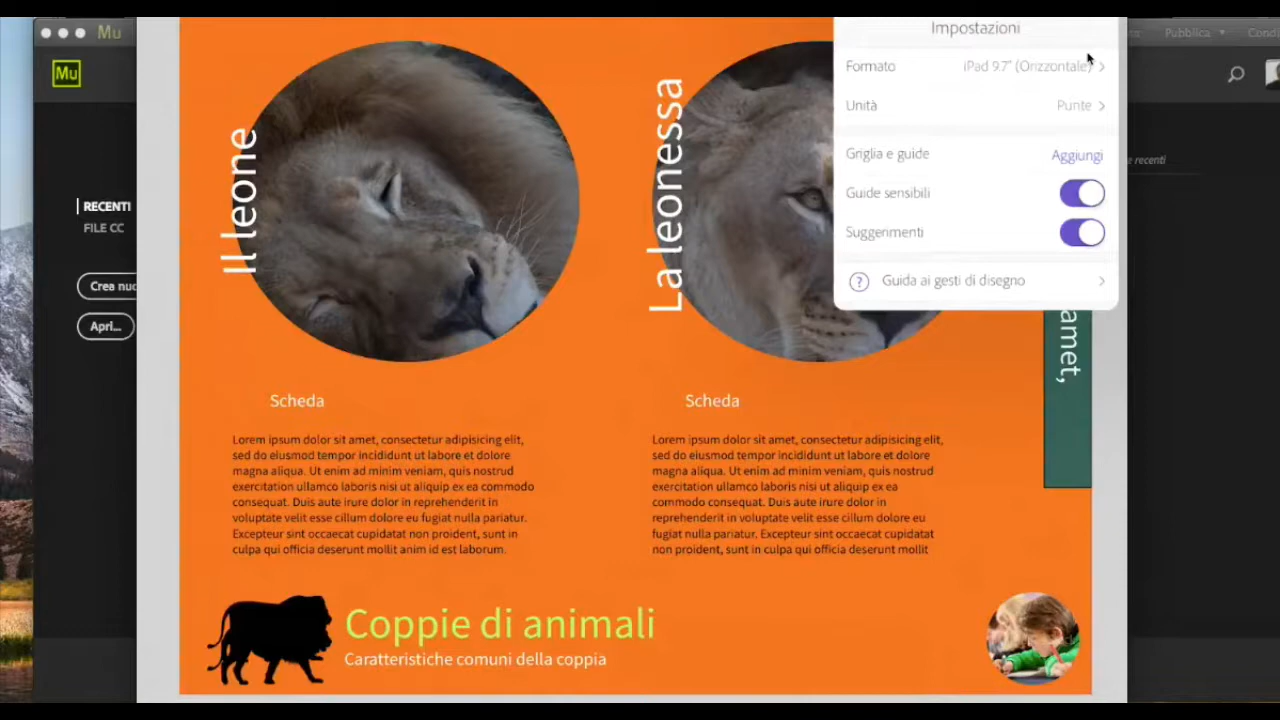 Mu
Mu
Pubblica
RECENTI
FILE CC
Crea nuo
Apri...
e recenti
Impostazioni
Formato
iPad 9.7" (Orizzontale)
Unità
Punte
Griglia e guide
Aggiungi
Guide sensibili
Suggerimenti
?
Guida ai gesti di disegno
Il leone
La leonessa
amet,
Scheda
Lorem ipsum dolor sit amet, consectetur adipisicing elit,
sed do eiusmod tempor incididunt ut labore et dolore
magna aliqua. Ut enim ad minim veniam, quis nostrud
exercitation ullamco laboris nisi ut aliquip ex ea commodo
consequat. Duis aute irure dolor in reprehenderit in
voluptate velit esse cillum dolore eu fugiat nulla pariatur.
Excepteur sint occaecat cupidatat non proident, sunt in
culpa qui officia deserunt mollit anim id est laborum.
Scheda
Lorem ipsum dolor sit amet, consectetur adipisicing elit,
sed do eiusmod tempor incididunt ut labore et dolore
magna aliqua. Ut enim ad minim veniam, quis nostrud
exercitation ullamco laboris nisi ut aliquip ex ea
commodo consequat. Duis aute irure dolor in
reprehenderit in voluptate velit esse cillum dolore eu
fugiat nulla pariatur. Excepteur sint occaecat cupidatat
non proident, sunt in culpa qui officia deserunt mollit
Coppie di animali
Caratteristiche comuni della coppia